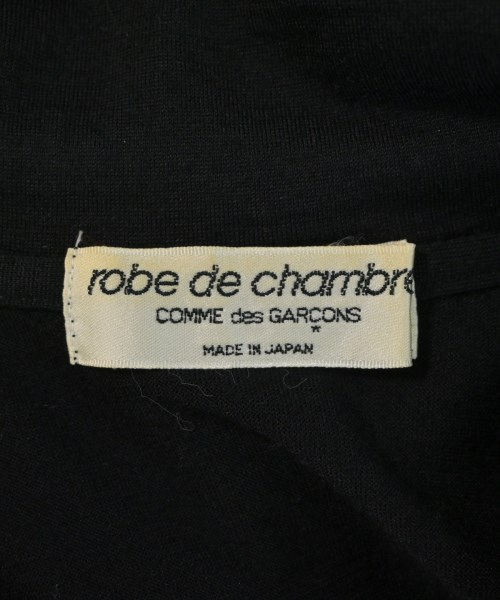 robe de chambre
COMME des GARÇONS
*
MADE IN JAPAN